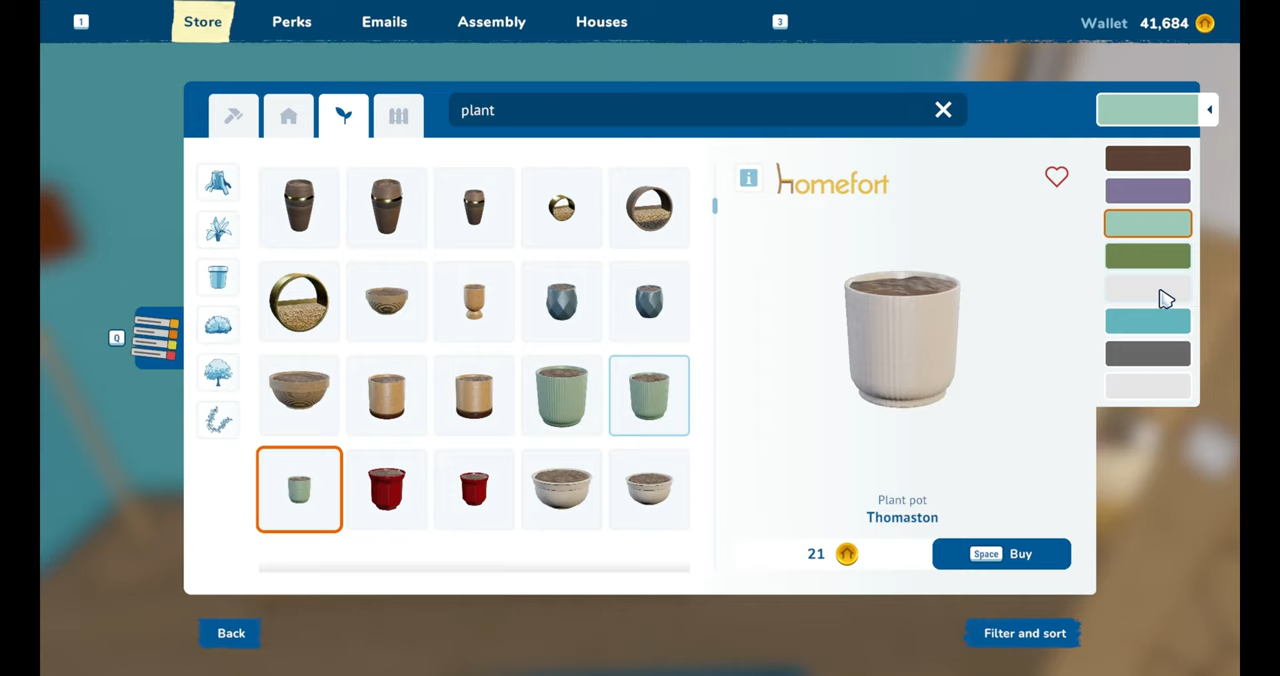 1 Store Perks Emails Assembly Houses 3 Wallet 41,684
plant
homefort
Q
Plant pot
Thomaston
21 Space Buy
Back Filter and sort